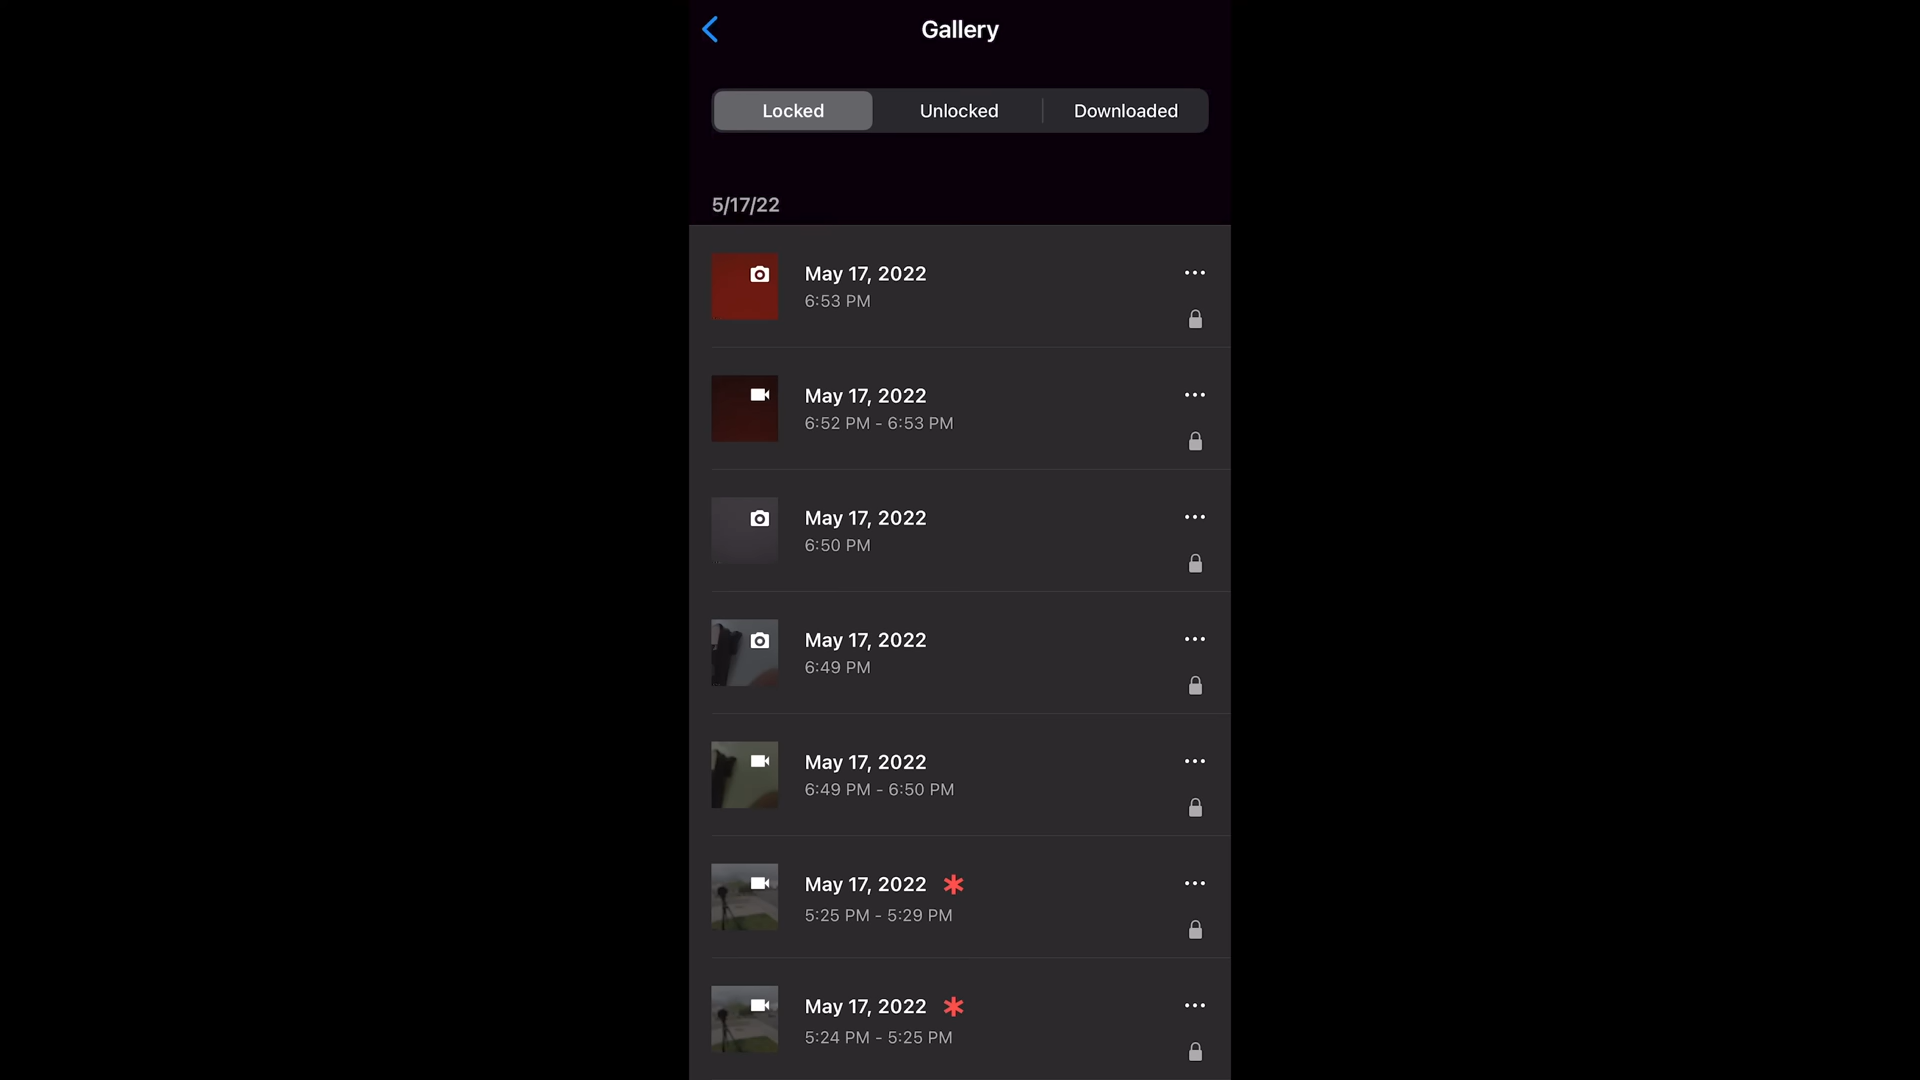 Gallery
Locked Unlocked Downloaded
5/17/22
May 17, 2022
6:53 PM
May 17, 2022
6:52 PM - 6:53 PM
May 17, 2022
6:50 PM
May 17, 2022
6:49 PM
May 17, 2022
6:49 PM - 6:50 PM
May 17, 2022 *
5:25 PM - 5:29 PM
May 17, 2022 *
5:24 PM - 5:25 PM